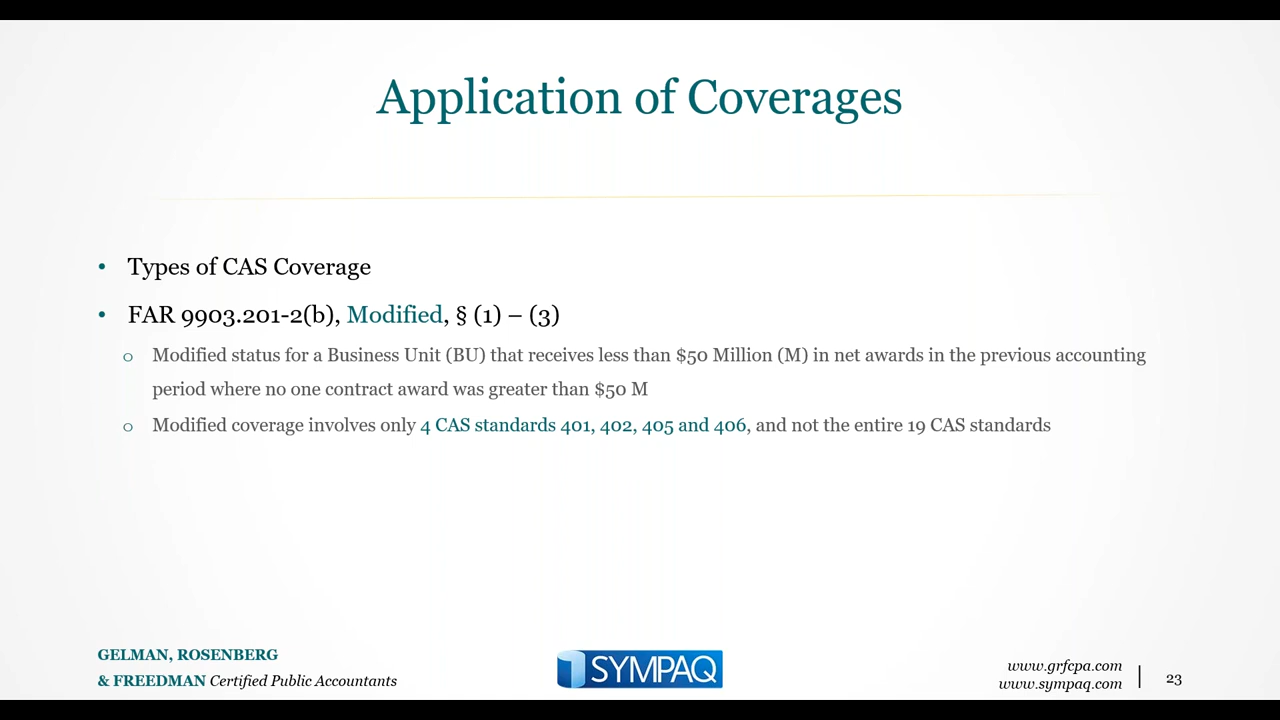 Application of Coverages
• Types of CAS Coverage
• FAR 9903.201-2(b), Modified, § (1) – (3)
o Modified status for a Business Unit (BU) that receives less than $50 Million (M) in net awards in the previous accounting
period where no one contract award was greater than $50 M
o Modified coverage involves only 4 CAS standards 401, 402, 405 and 406, and not the entire 19 CAS standards
GELMAN, ROSENBERG
& FREEDMAN Certified Public Accountants
SYMPAQ
www.grfcpa.com
www.sympaq.com
23